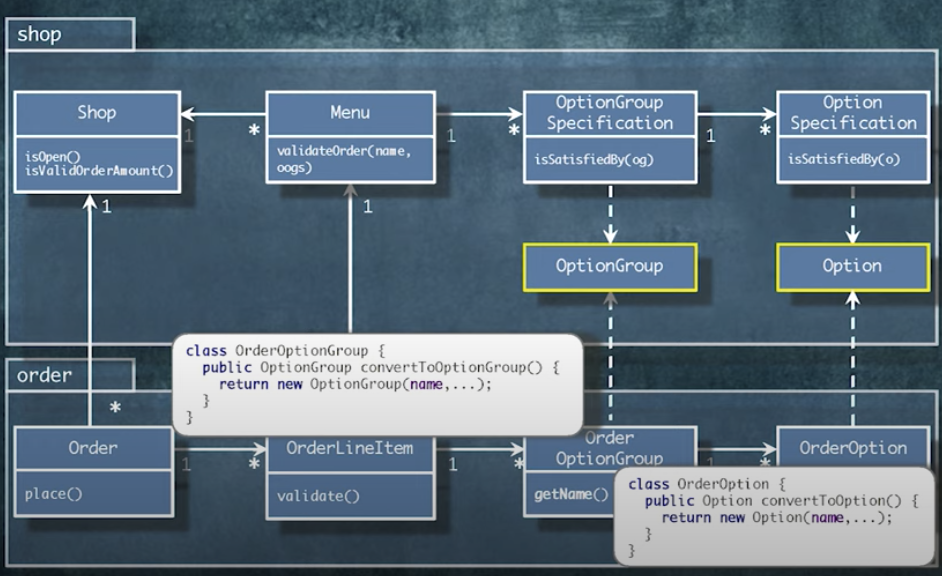 shop
Shop
isOpen()
isValidOrderAmount()
1
*
Menu
validateOrder(name,
oogs)
1
*
OptionGroup
Specification
isSatisfiedBy(og)
1
*
Option
Specification
isSatisfiedBy(o)
1
1
OptionGroup
Option
class OrderOptionGroup {
public OptionGroup convertToOptionGroup() {
return new OptionGroup(name,...);
}
}
order
*
Order
place()
1
*
OrderLineItem
validate()
1
*
Order
OptionGroup
getName()
1
*
OrderOption
class OrderOption {
public Option convertToOption() {
return new Option(name,...);
}
}